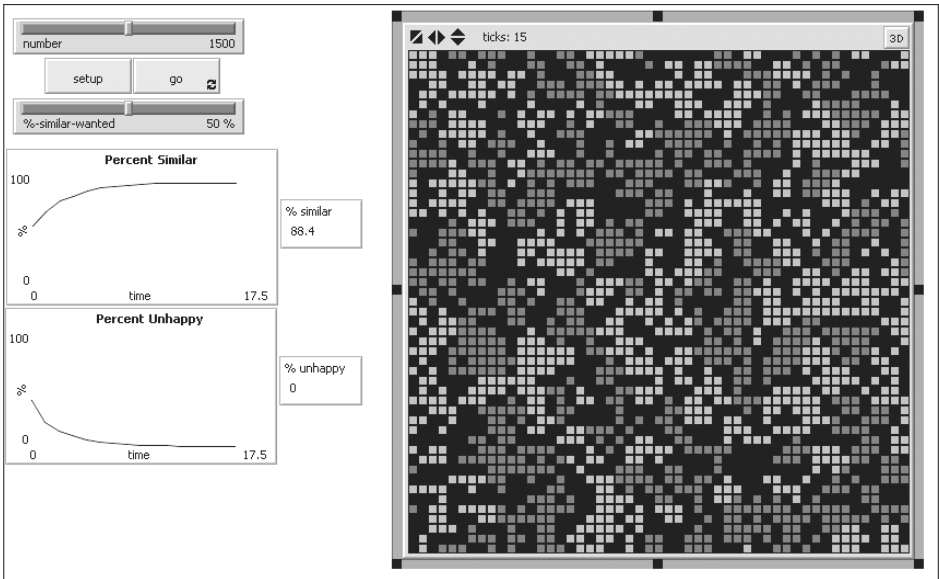 number 1500
setup
go
%-similar-wanted 50 %
Percent Similar
100
%
0
0 time 17.5
% similar
88.4
Percent Unhappy
100
%
0
0 time 17.5
% unhappy
0
ticks: 15
3D